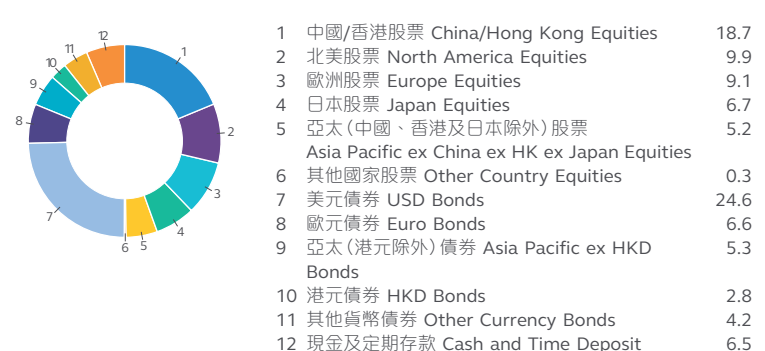 1 中國/香港股票 China/Hong Kong Equities 18.7
2 北美股票 North America Equities 9.9
3 歐洲股票 Europe Equities 9.1
4 日本股票 Japan Equities 6.7
5 亞太(中國、香港及日本除外)股票 5.2
Asia Pacific ex China ex HK ex Japan Equities
6 其他國家股票 Other Country Equities 0.3
7 美元債券 USD Bonds 24.6
8 歐元債券 Euro Bonds 6.6
9 亞太(港元除外)債券 Asia Pacific ex HKD 5.3
Bonds
10 港元債券 HKD Bonds 2.8
11 其他貨幣債券 Other Currency Bonds 4.2
12 現金及定期存款 Cash and Time Deposit 6.5
1
2
3
4
5
6
7
8
9
10
11
12